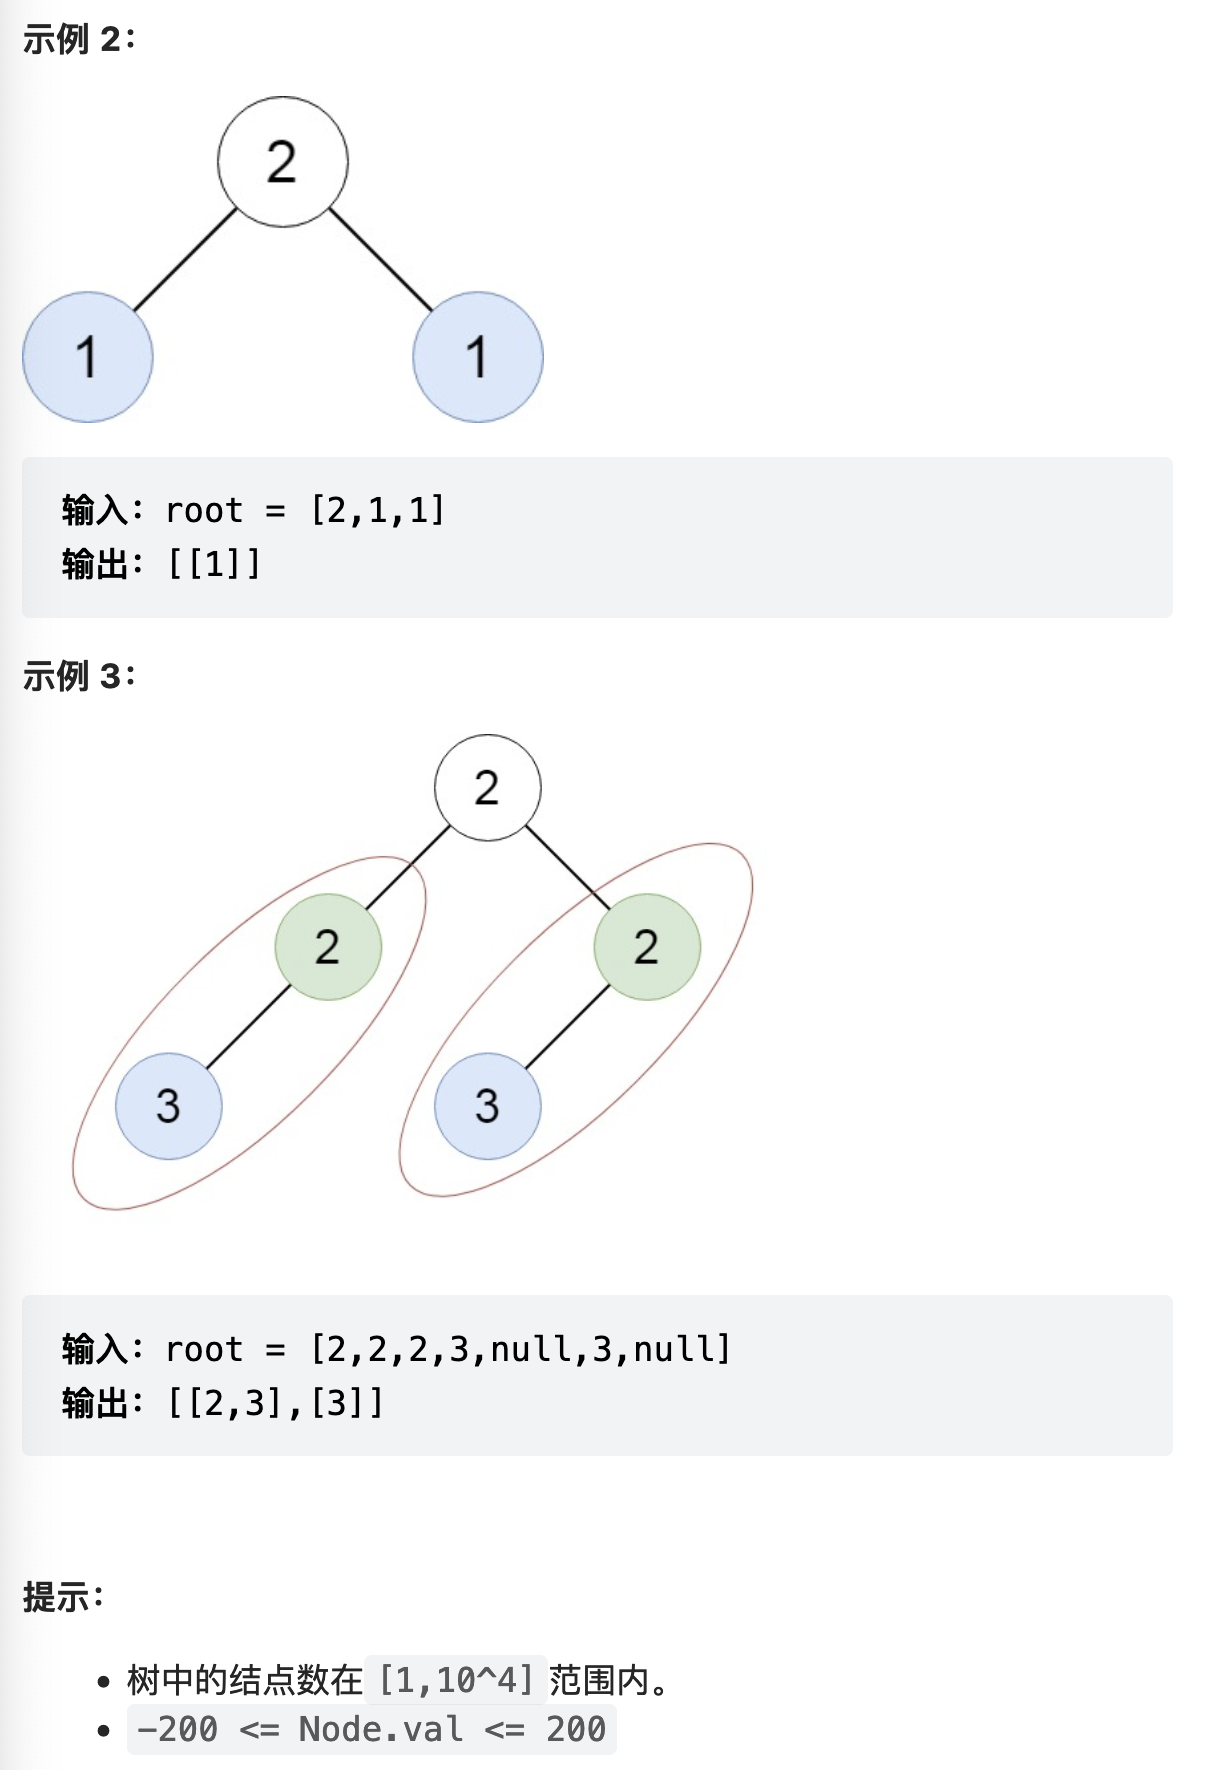 示例 2：
2
1
1
输入：root = [2,1,1]
输出：[[1]]
示例 3：
2
2
2
3
3
输入：root = [2,2,2,3,null,3,null]
输出：[[2,3],[3]]
提示：
• 树中的结点数在 [1,10^4] 范围内。
• -200 <= Node.val <= 200